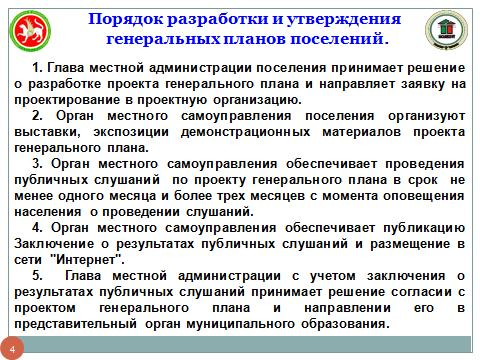 Порядок разработки и утверждения
генеральных планов поселений.
1. Глава местной администрации поселения принимает решение
о разработке проекта генерального плана и направляет заявку на
проектирование в проектную организацию.
2. Орган местного самоуправления поселения организуют
выставки, экспозиции демонстрационных материалов проекта
генерального плана.
3. Орган местного самоуправления обеспечивает проведения
публичных слушаний по проекту генерального плана в срок не
менее одного месяца и более трех месяцев с момента оповещения
населения о проведении слушаний.
4. Орган местного самоуправления обеспечивает публикацию
Заключение о результатах публичных слушаний и размещение в
сети "Интернет".
5. Глава местной администрации с учетом заключения о
результатах публичных слушаний принимает решение согласии с
проектом генерального плана и направлении его в
представительный орган муниципального образования.
4